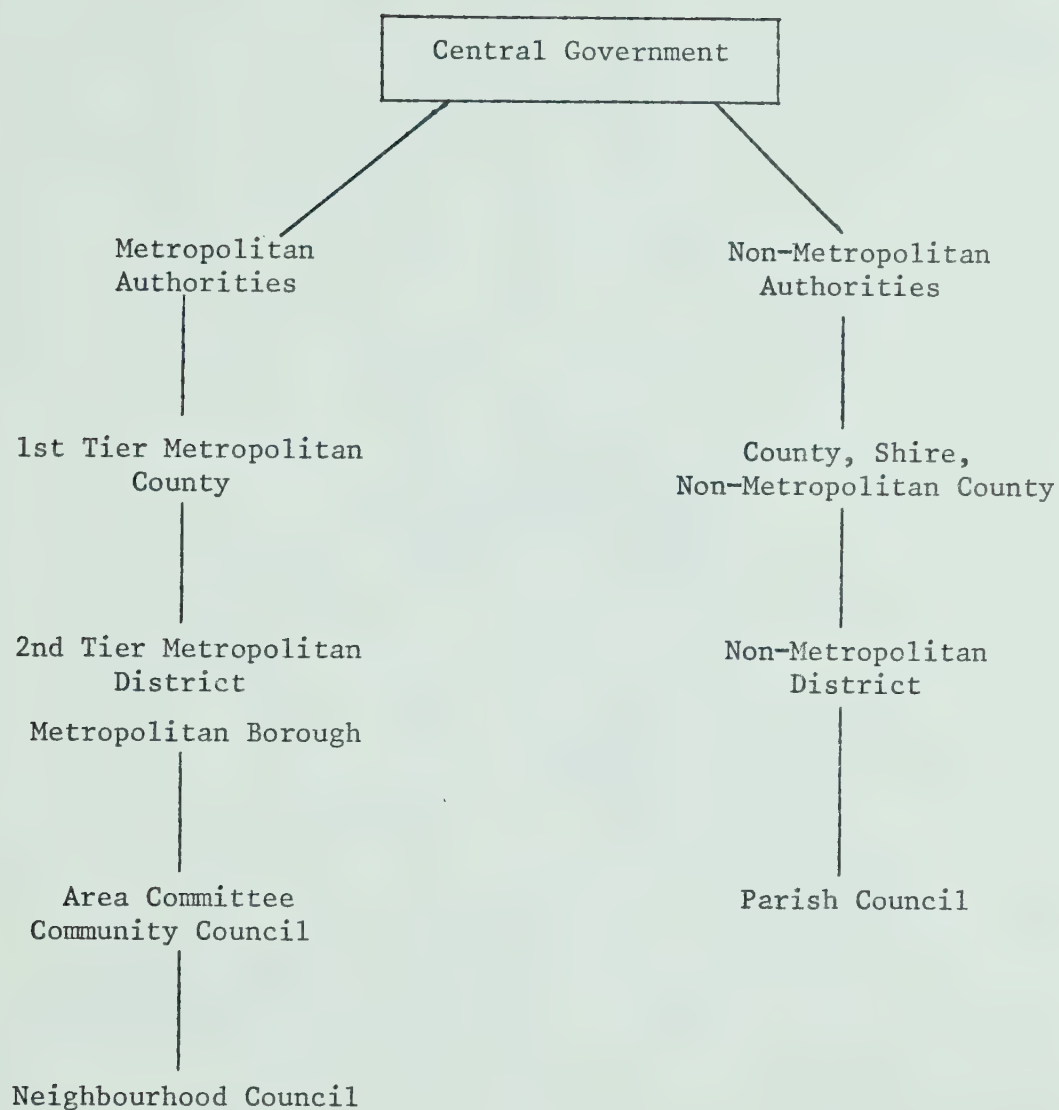 Central Government
Metropolitan
Authorities
Non-Metropolitan
Authorities
1st Tier Metropolitan
County
County, Shire,
Non-Metropolitan County
2nd Tier Metropolitan
District
Metropolitan Borough
Non-Metropolitan
District
Area Committee
Community Council
Parish Council
Neighbourhood Council